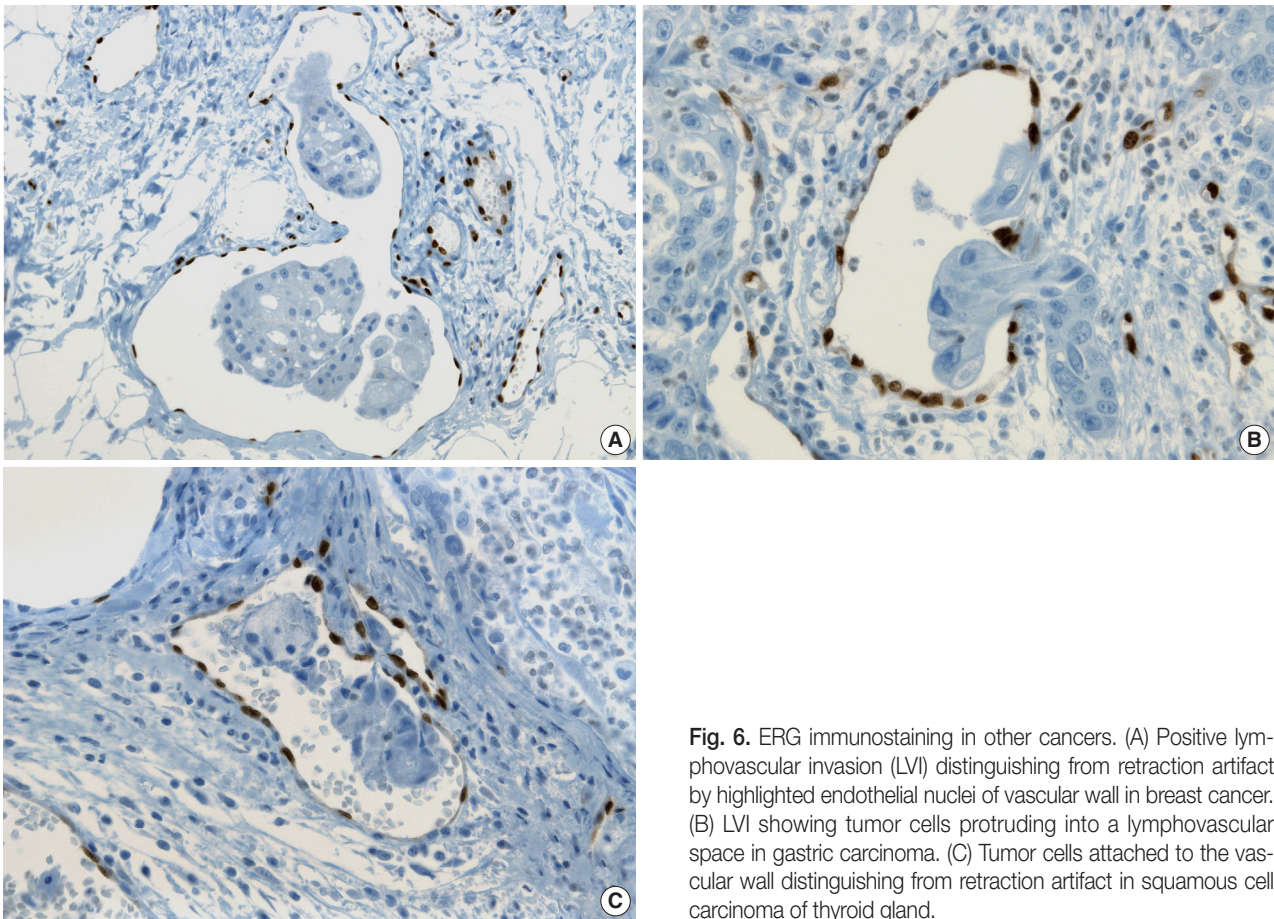 A
B
C
Fig. 6. ERG immunostaining in other cancers. (A) Positive lym-
phovascular invasion (LVI) distinguishing from retraction artifact
by highlighted endothelial nuclei of vascular wall in breast cancer.
(B) LVI showing tumor cells protruding into a lymphovascular
space in gastric carcinoma. (C) Tumor cells attached to the vas-
cular wall distinguishing from retraction artifact in squamous cell
carcinoma of thyroid gland.